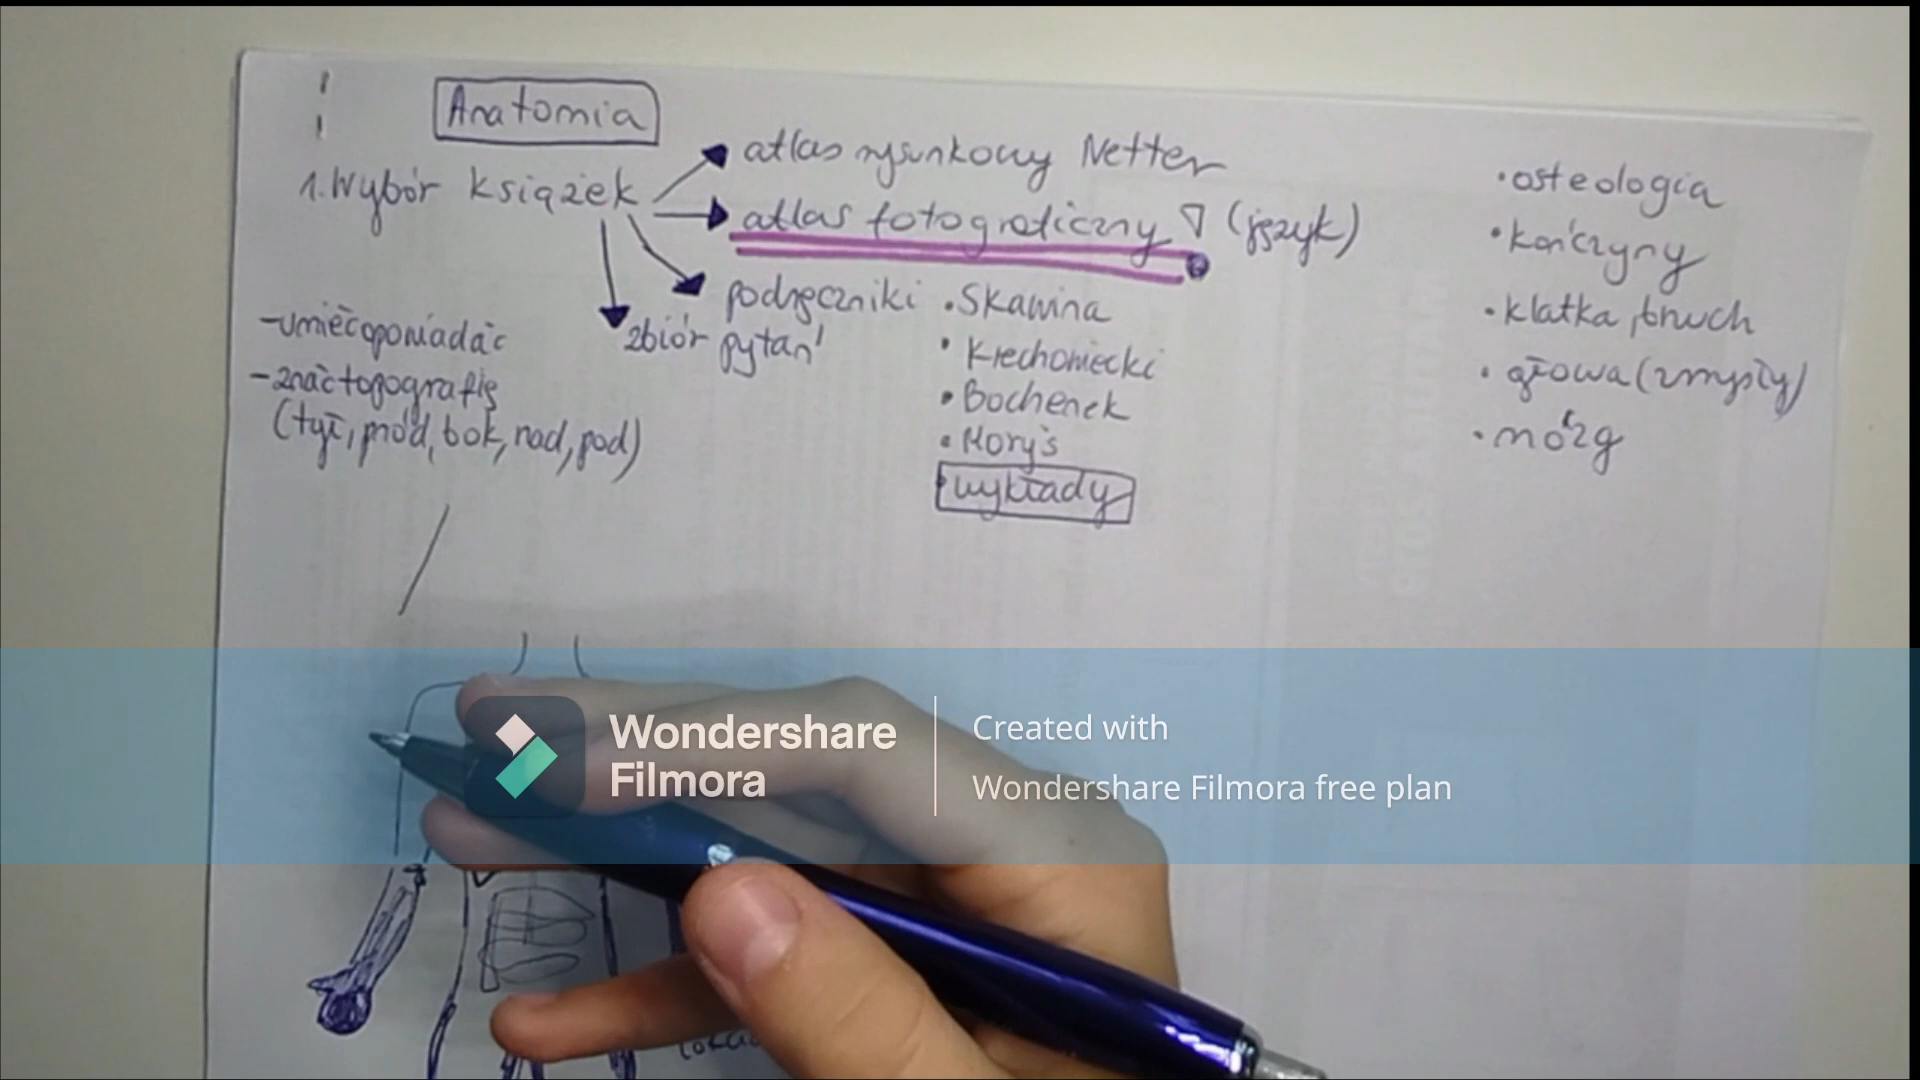 Anatomia
1. Wybór książek
atlas rysunkowy Netter
atlas fotograficzny ∇ (język)
podręczniki
zbiór pytań
• Skawina
• Krechowiecki
• Bochenek
• Moryś
• wykłady
- umieć opowiadać
- znać topografię
(tył, przód, bok, nad, pod)
• osteologia
• kończyny
• klatka, brzuch
• głowa (zmysły)
• mózg
Wondershare
Filmora
Created with
Wondershare Filmora free plan